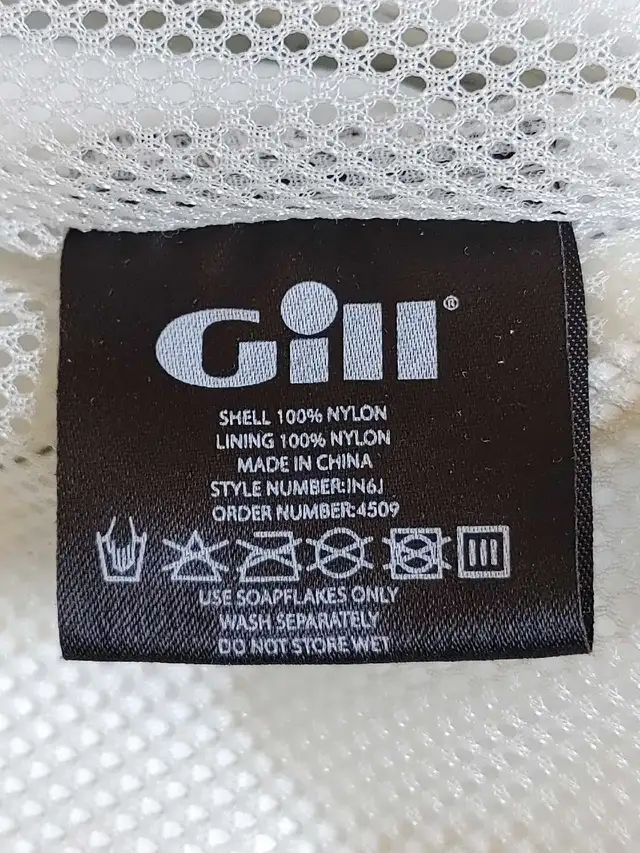 Gill®
SHELL 100% NYLON
LINING 100% NYLON
MADE IN CHINA
STYLE NUMBER:IN6J
ORDER NUMBER:4509
USE SOAPFLAKES ONLY
WASH SEPARATELY
DO NOT STORE WET